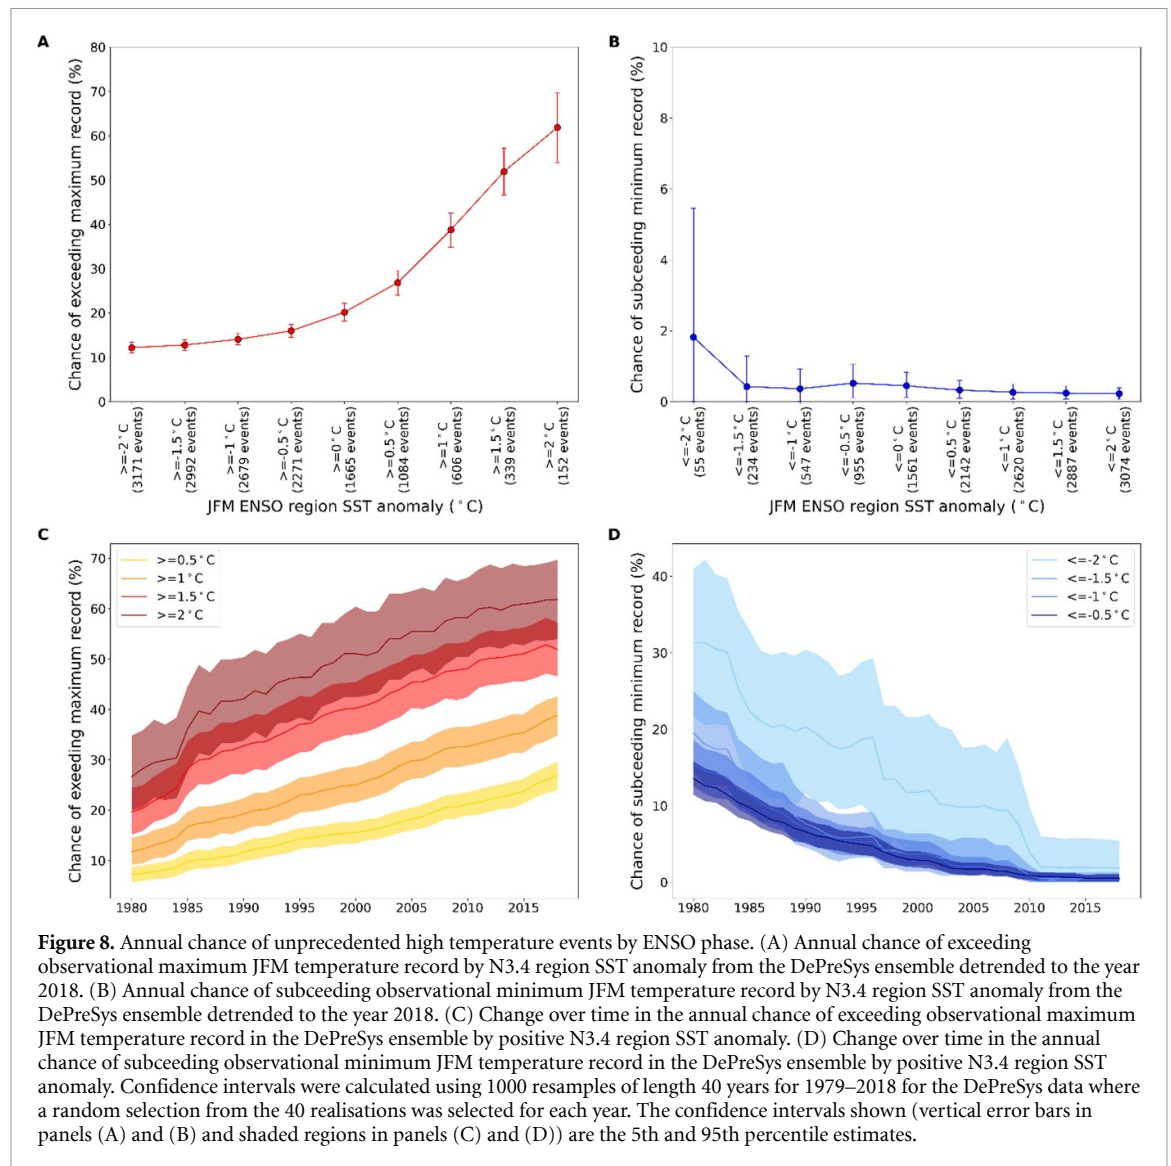 A
Chance of exceeding maximum record (%)
80
70
60
50
40
30
20
10
0
>=-2°C
(3171 events)
>=-1.5°C
(2992 events)
>=-1°C
(2679 events)
>=-0.5°C
(2271 events)
>=0°C
(1665 events)
>=0.5°C
(1084 events)
>=1°C
(606 events)
>=1.5°C
(339 events)
>=2°C
(152 events)
JFM ENSO region SST anomaly (°C)
B
Chance of subceeding minimum record (%)
10
8
6
4
2
0
<=-2°C
(55 events)
<=-1.5°C
(234 events)
<=-1°C
(547 events)
<=-0.5°C
(955 events)
<=0°C
(1561 events)
<=0.5°C
(2142 events)
<=1°C
(2620 events)
<=1.5°C
(2887 events)
<=2°C
(3074 events)
JFM ENSO region SST anomaly (°C)
C
Chance of exeeding maximum record (%)
70
60
50
40
30
20
10
>=0.5°C
>=1°C
>=1.5°C
>=2°C
1980 1985 1990 1995 2000 2005 2010 2015
D
Chance of subceeding minimum record (%)
40
30
20
10
0
<=-2°C
<=-1.5°C
<=-1°C
<=-0.5°C
1980 1985 1990 1995 2000 2005 2010 2015
Figure 8. Annual chance of unprecedented high temperature events by ENSO phase. (A) Annual chance of exceeding
observational maximum JFM temperature record by N3.4 region SST anomaly from the DePreSys ensemble detrended to the year
2018. (B) Annual chance of subceeding observational minimum JFM temperature record by N3.4 region SST anomaly from the
DePreSys ensemble detrended to the year 2018. (C) Change over time in the annual chance of exceeding observational maximum
JFM temperature record in the DePreSys ensemble by positive N3.4 region SST anomaly. (D) Change over time in the annual
chance of subceeding observational minimum JFM temperature record in the DePreSys ensemble by positive N3.4 region SST
anomaly. Confidence intervals were calculated using 1000 resamples of length 40 years for 1979–2018 for the DePreSys data where
a random selection from the 40 realisations was selected for each year. The confidence intervals shown (vertical error bars in
panels (A) and (B) and shaded regions in panels (C) and (D)) are the 5th and 95th percentile estimates.